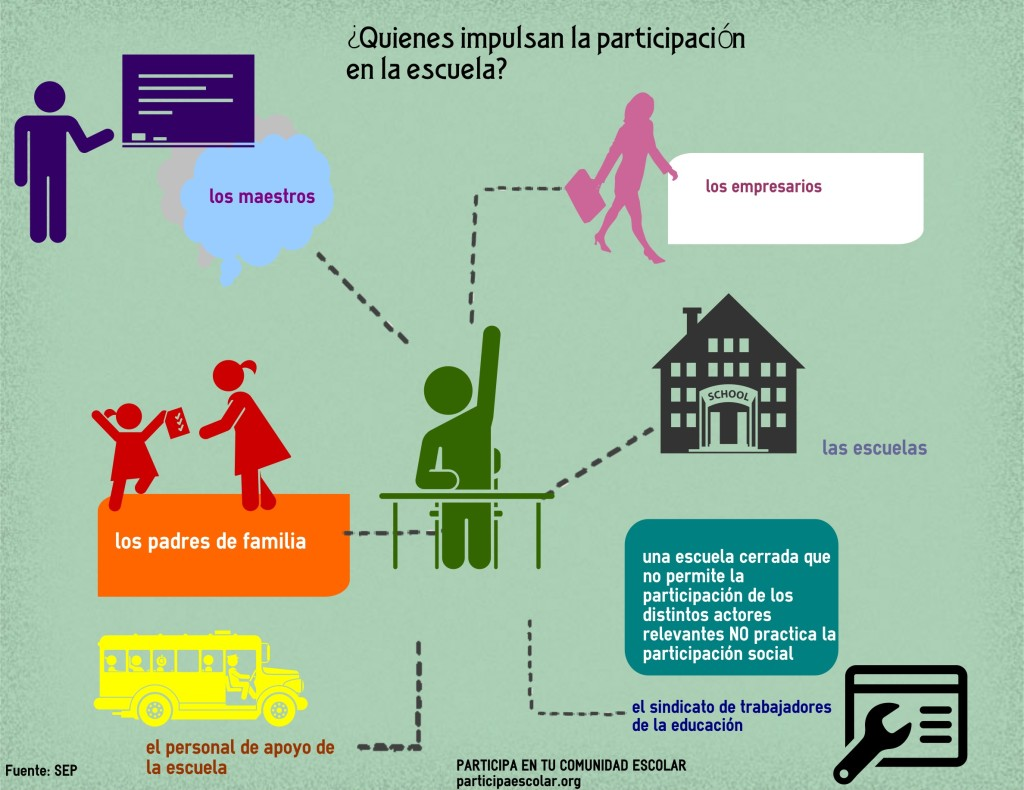 ¿Quienes impulsan la participación
en la escuela?
los maestros
los empresarios
SCHOOL
las escuelas
los padres de familia
una escuela cerrada que
no permite la
participación de los
distintos actores
relevantes NO practica la
participación social
el sindicato de trabajadores
de la educación
el personal de apoyo de
la escuela
Fuente: SEP
PARTICIPA EN TU COMUNIDAD ESCOLAR
participaescolar.org